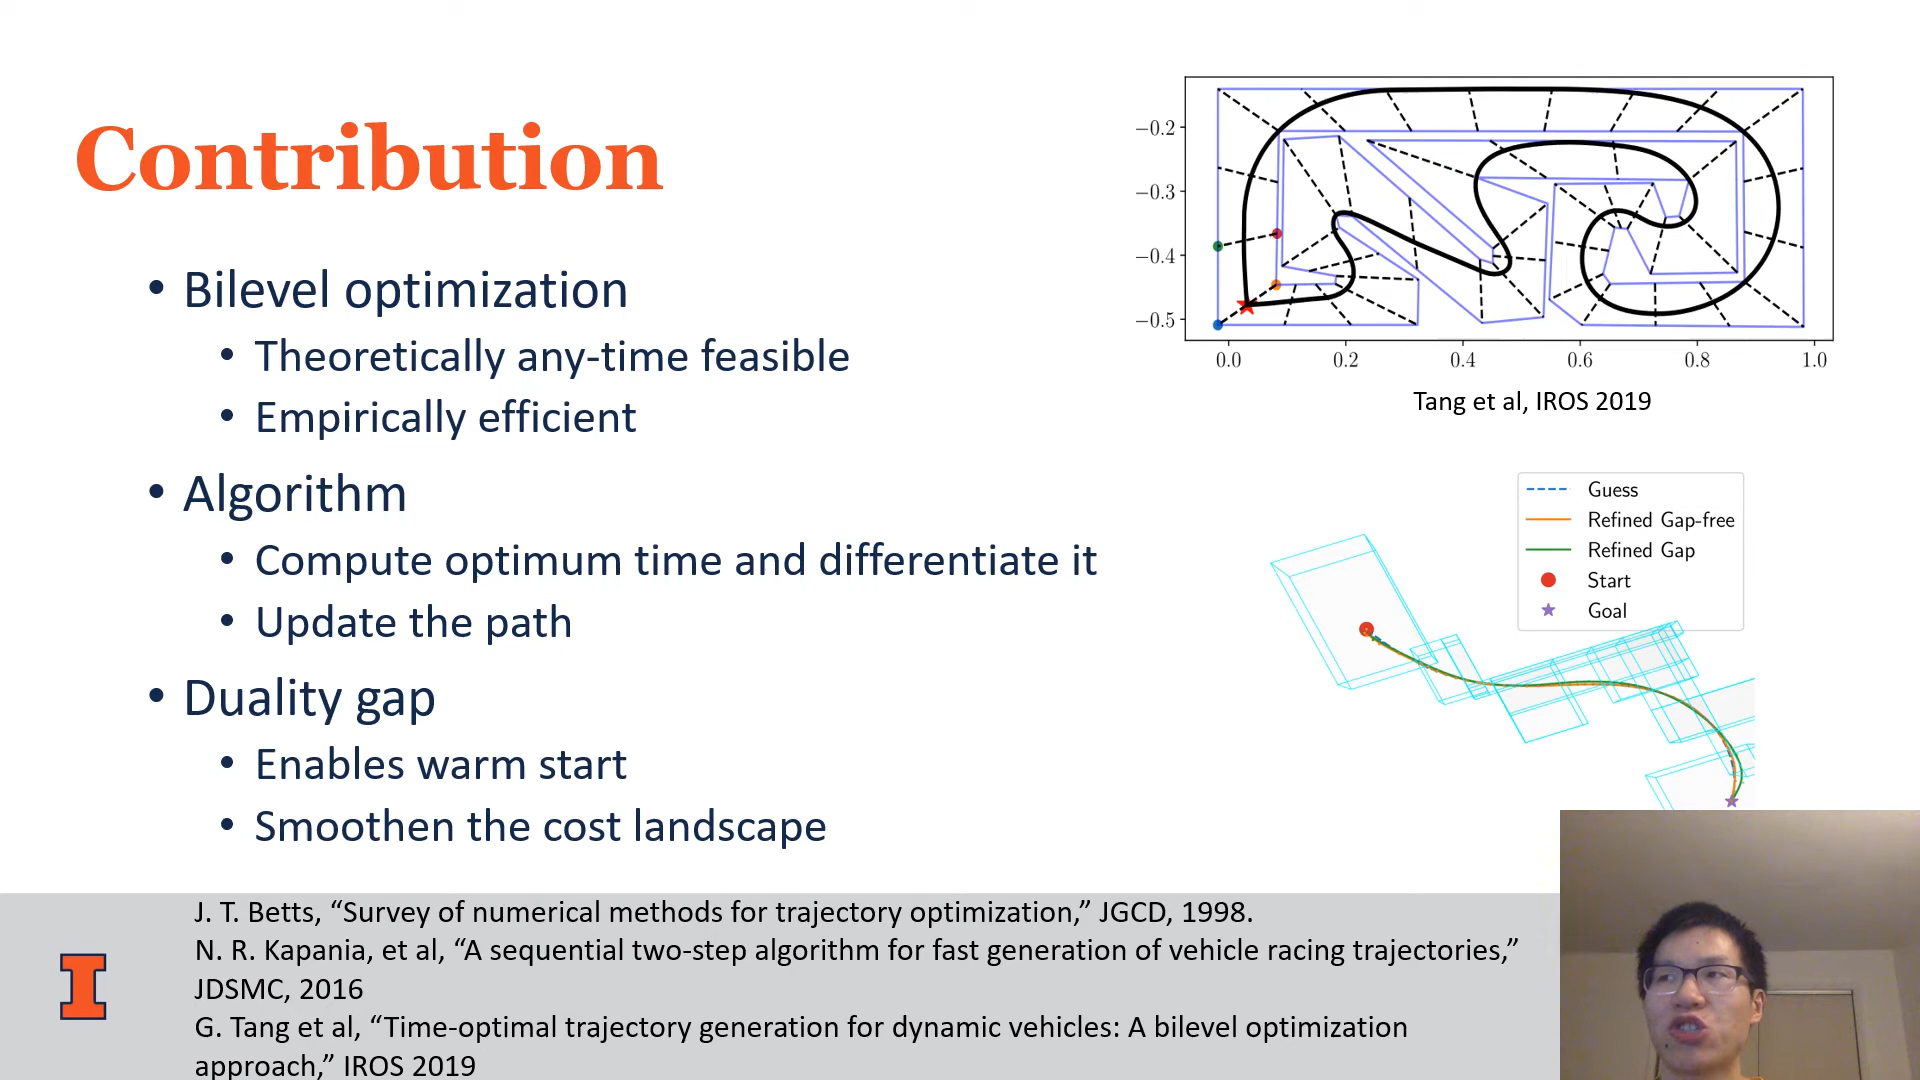 Contribution
• Bilevel optimization
• Theoretically any-time feasible
• Empirically efficient
• Algorithm
• Compute optimum time and differentiate it
• Update the path
• Duality gap
• Enables warm start
• Smoothen the cost landscape
−0.2
−0.3
−0.4
−0.5
0.0 0.2 0.4 0.6 0.8 1.0
Tang et al, IROS 2019
Guess
Refined Gap-free
Refined Gap
Start
Goal
I
J. T. Betts, “Survey of numerical methods for trajectory optimization,” JGCD, 1998.
N. R. Kapania, et al, “A sequential two-step algorithm for fast generation of vehicle racing trajectories,”
JDSMC, 2016
G. Tang et al, “Time-optimal trajectory generation for dynamic vehicles: A bilevel optimization
approach,” IROS 2019